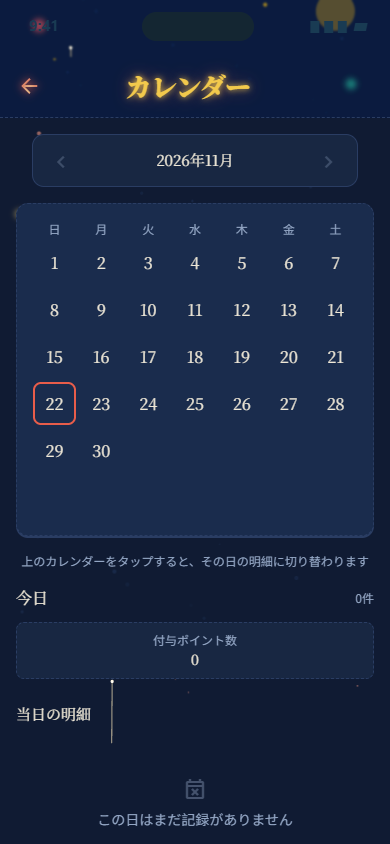 カレンダー
2026年11月
日 月 火 水 木 金 土
1 2 3 4 5 6 7
8 9 10 11 12 13 14
15 16 17 18 19 20 21
22 23 24 25 26 27 28
29 30
上のカレンダーをタップすると、その日の明細に切り替わります
今日 0件
付与ポイント数
0
当日の明細
この日はまだ記録がありません